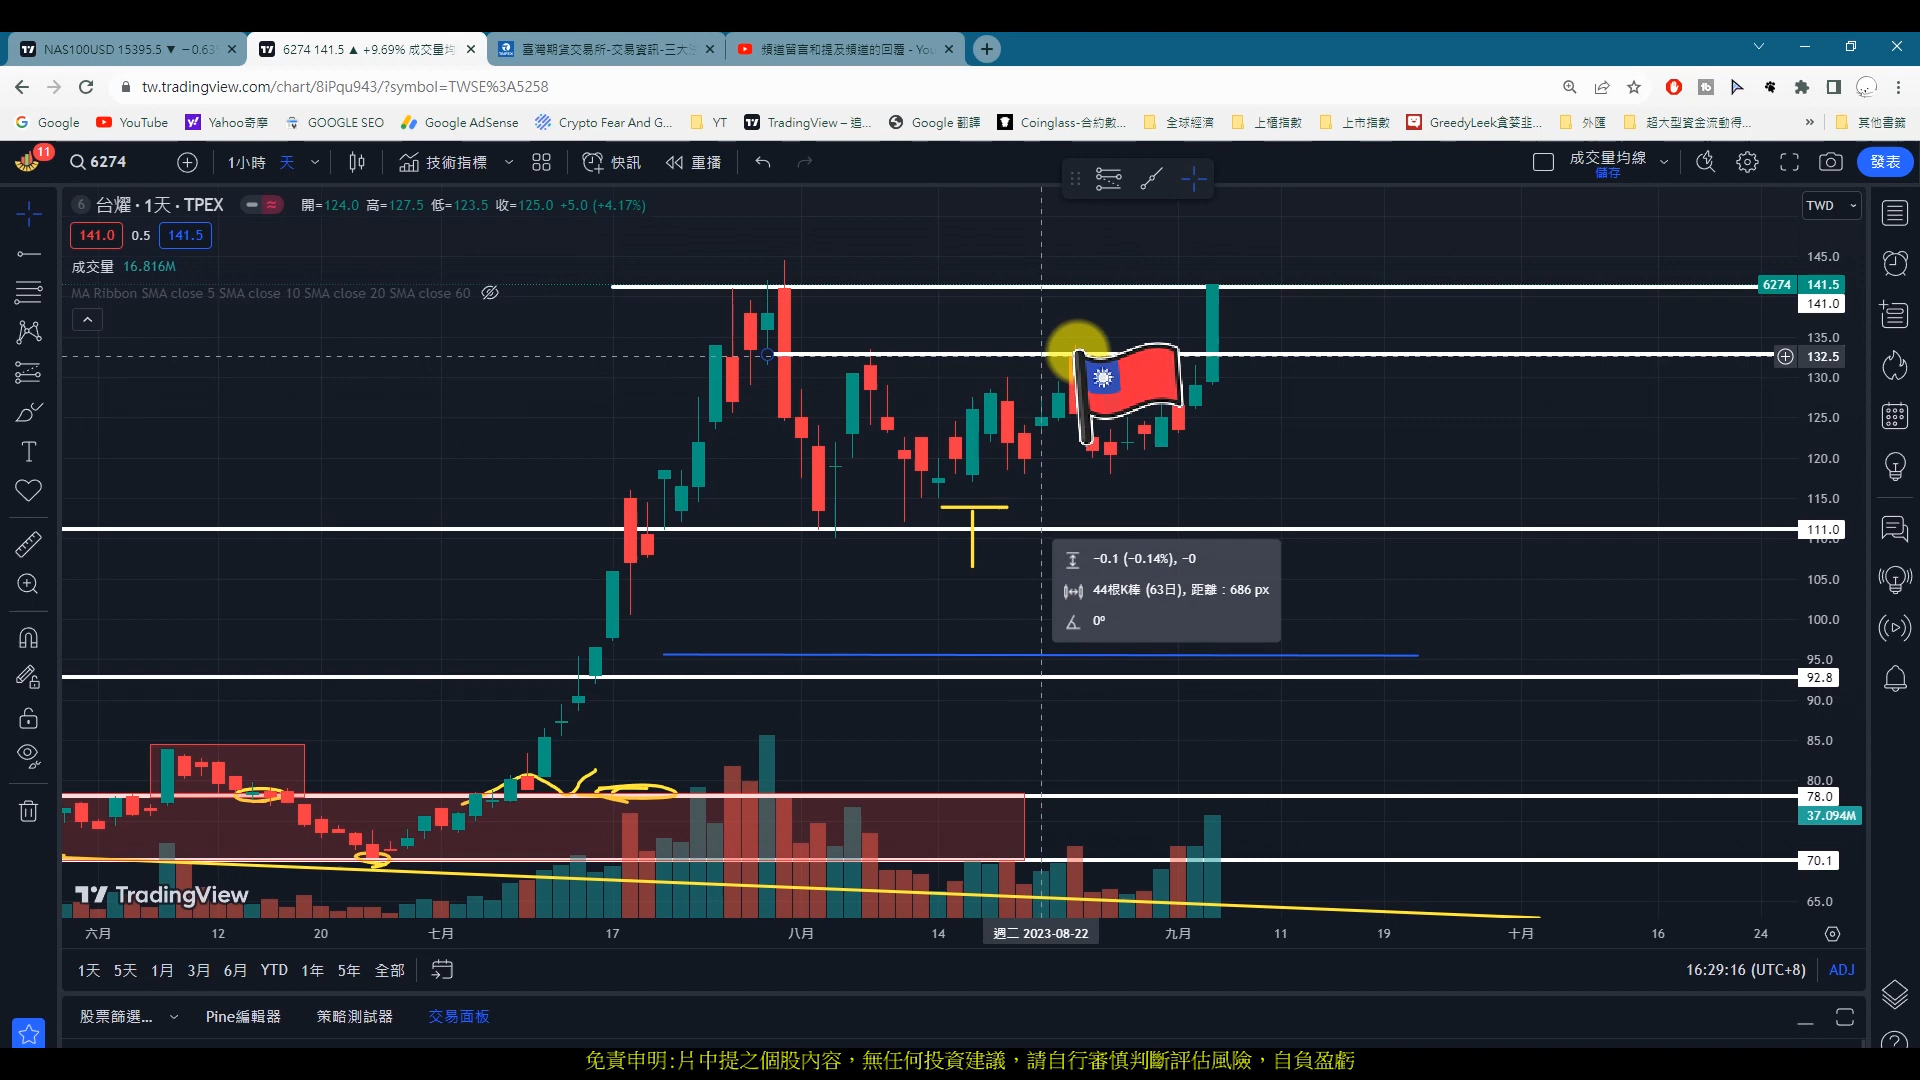 NAS100USD 15395.5 ▼ −0.63
6274 141.5 ▲ +9.69% 成交量均
臺灣期貨交易所-交易資訊-三大
頻道留言和提及頻道的回覆 - You
tw.tradingview.com/chart/8iPqu943/?symbol=TWSE%3A5258
Google
YouTube
Yahoo奇摩
GOOGLE SEO
Google AdSense
Crypto Fear And G...
YT
TradingView – 追...
Google 翻譯
Coinglass-合約數...
全球經濟
上櫃指數
上市指數
GreedyLeek貪婪韭...
外匯
超大型資金流動得...
»
其他書籤
11
6274
1小時
天
技術指標
快訊
重播
成交量均線
儲存
發表
6 台燿 · 1天 · TPEX
開=124.0 高=127.5 低=123.5 收=125.0 +5.0 (+4.17%)
TWD
141.0 0.5 141.5
成交量 16.816M
MA Ribbon SMA close 5 SMA close 10 SMA close 20 SMA close 60
145.0
6274 141.5
141.0
135.0
132.5
130.0
125.0
120.0
115.0
111.0
110.0
105.0
100.0
95.0
92.8
90.0
85.0
80.0
78.0
37.094M
70.1
65.0
−0.1 (−0.14%), −0
44根K棒 (63日), 距離：686 px
0º
TradingView
六月
12
20
七月
17
八月
14
週二 2023-08-22
九月
11
19
十月
16
24
1天
5天
1月
3月
6月
YTD
1年
5年
全部
16:29:16 (UTC+8)
ADJ
股票篩選...
Pine編輯器
策略測試器
交易面板
免責申明:片中提之個股內容，無任何投資建議，請自行審慎判斷評估風險，自負盈虧